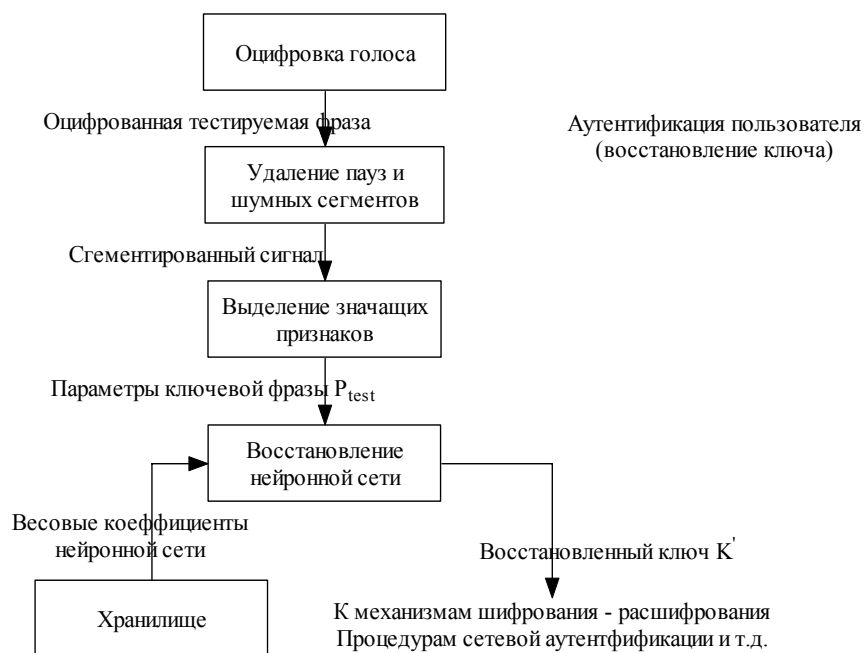 Оцифровка голоса
Оцифрованная тестируемая фраза
Аутентификация пользователя
(восстановление ключа)
Удаление пауз и
шумных сегментов
Сгементированный сигнал
Выделение значащих
признаков
Параметры ключевой фразы P_test
Восстановление
нейронной сети
Весовые коеффициенты
нейронной сети
Восстановленный ключ K'
Хранилище
К механизмам шифрования - расшифрования
Процедурам сетевой аутентфификации и т.д.